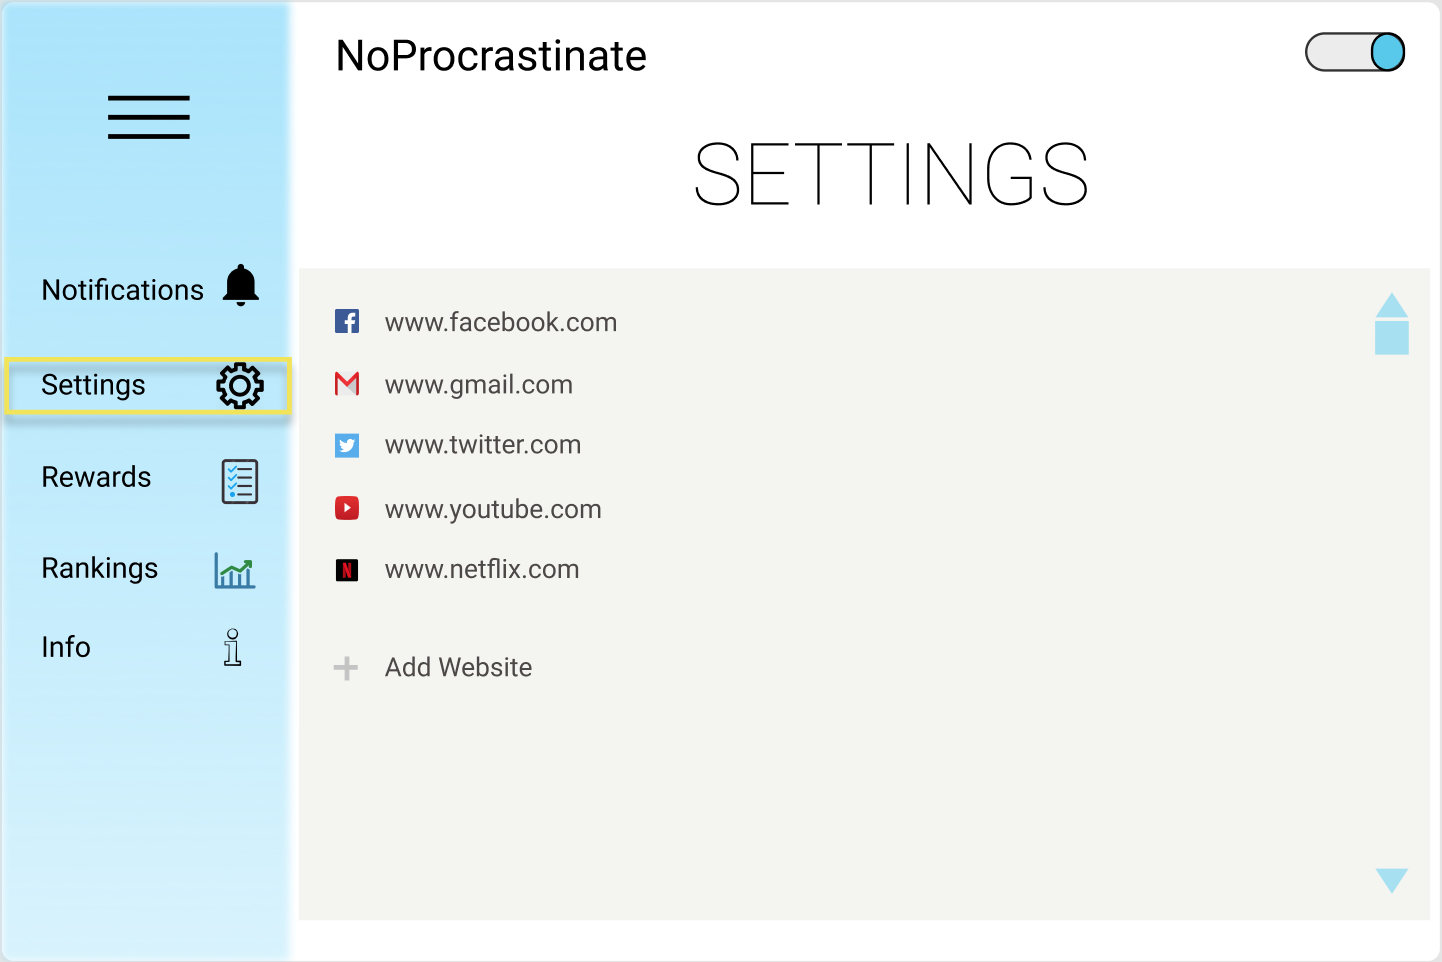 NoProcrastinate
SETTINGS
Notifications
Settings
Rewards
Rankings
Info
www.facebook.com
www.gmail.com
www.twitter.com
www.youtube.com
www.netflix.com
Add Website